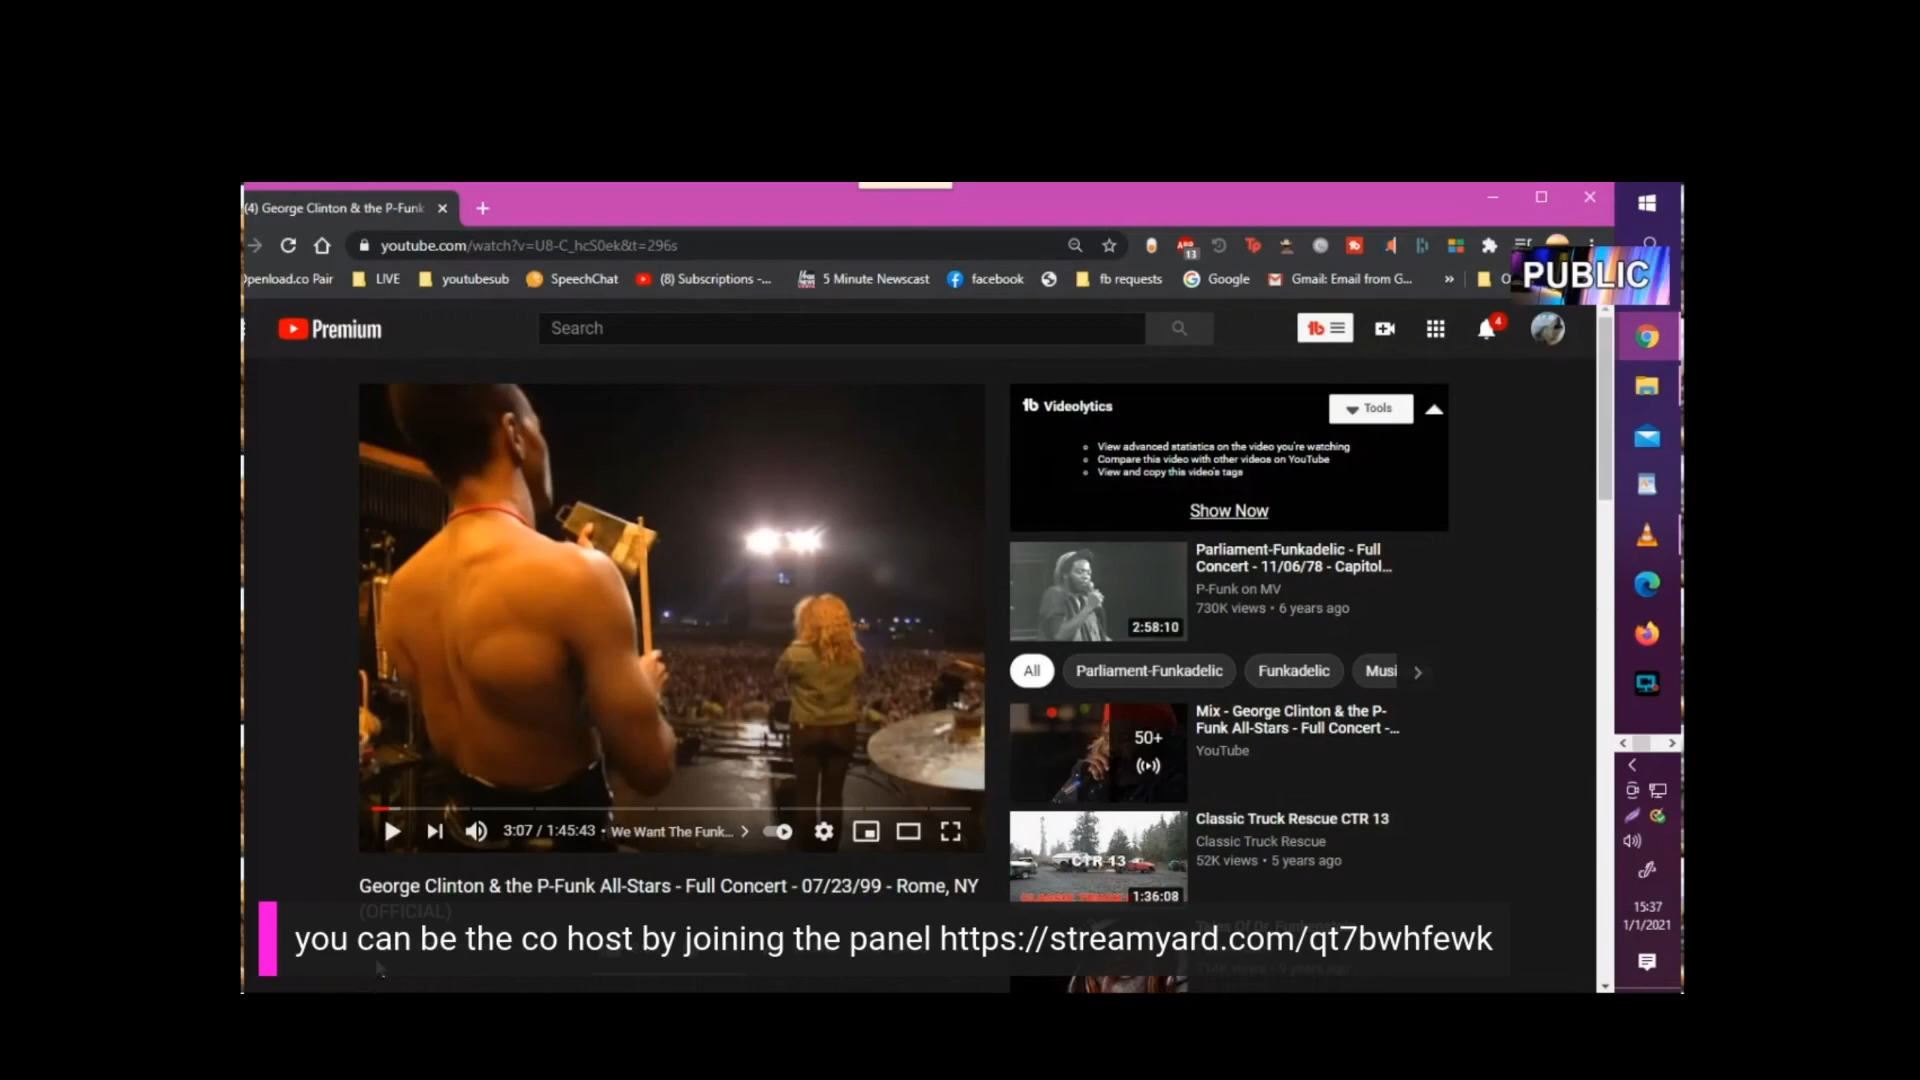 (4) George Clinton & the P-Funk
youtube.com/watch?v=U8-C_hcS0ek&t=296s
ABP
13
Tp
Openload.co Pair
LIVE
youtubesub
SpeechChat
(8) Subscriptions -...
5 Minute Newscast
facebook
fb requests
Google
Gmail: Email from G...
»
PUBLIC
Premium
Search
4
Videolytics
Tools
View advanced statistics on the video you're watching
Compare this video with other videos on YouTube
View and copy this video's tags
Show Now
Parliament-Funkadelic - Full
Concert - 11/06/78 - Capitol...
P-Funk on MV
730K views • 6 years ago
2:58:10
All
Parliament-Funkadelic
Funkadelic
Musi
Mix - George Clinton & the P-
Funk All-Stars - Full Concert -...
YouTube
50+
Classic Truck Rescue CTR 13
Classic Truck Rescue
52K views • 5 years ago
CTR 13
1:36:08
3:07 / 1:45:43 • We Want The Funk...
George Clinton & the P-Funk All-Stars - Full Concert - 07/23/99 - Rome, NY
(OFFICIAL)
you can be the co host by joining the panel https://streamyard.com/qt7bwhfewk
15:37
1/1/2021